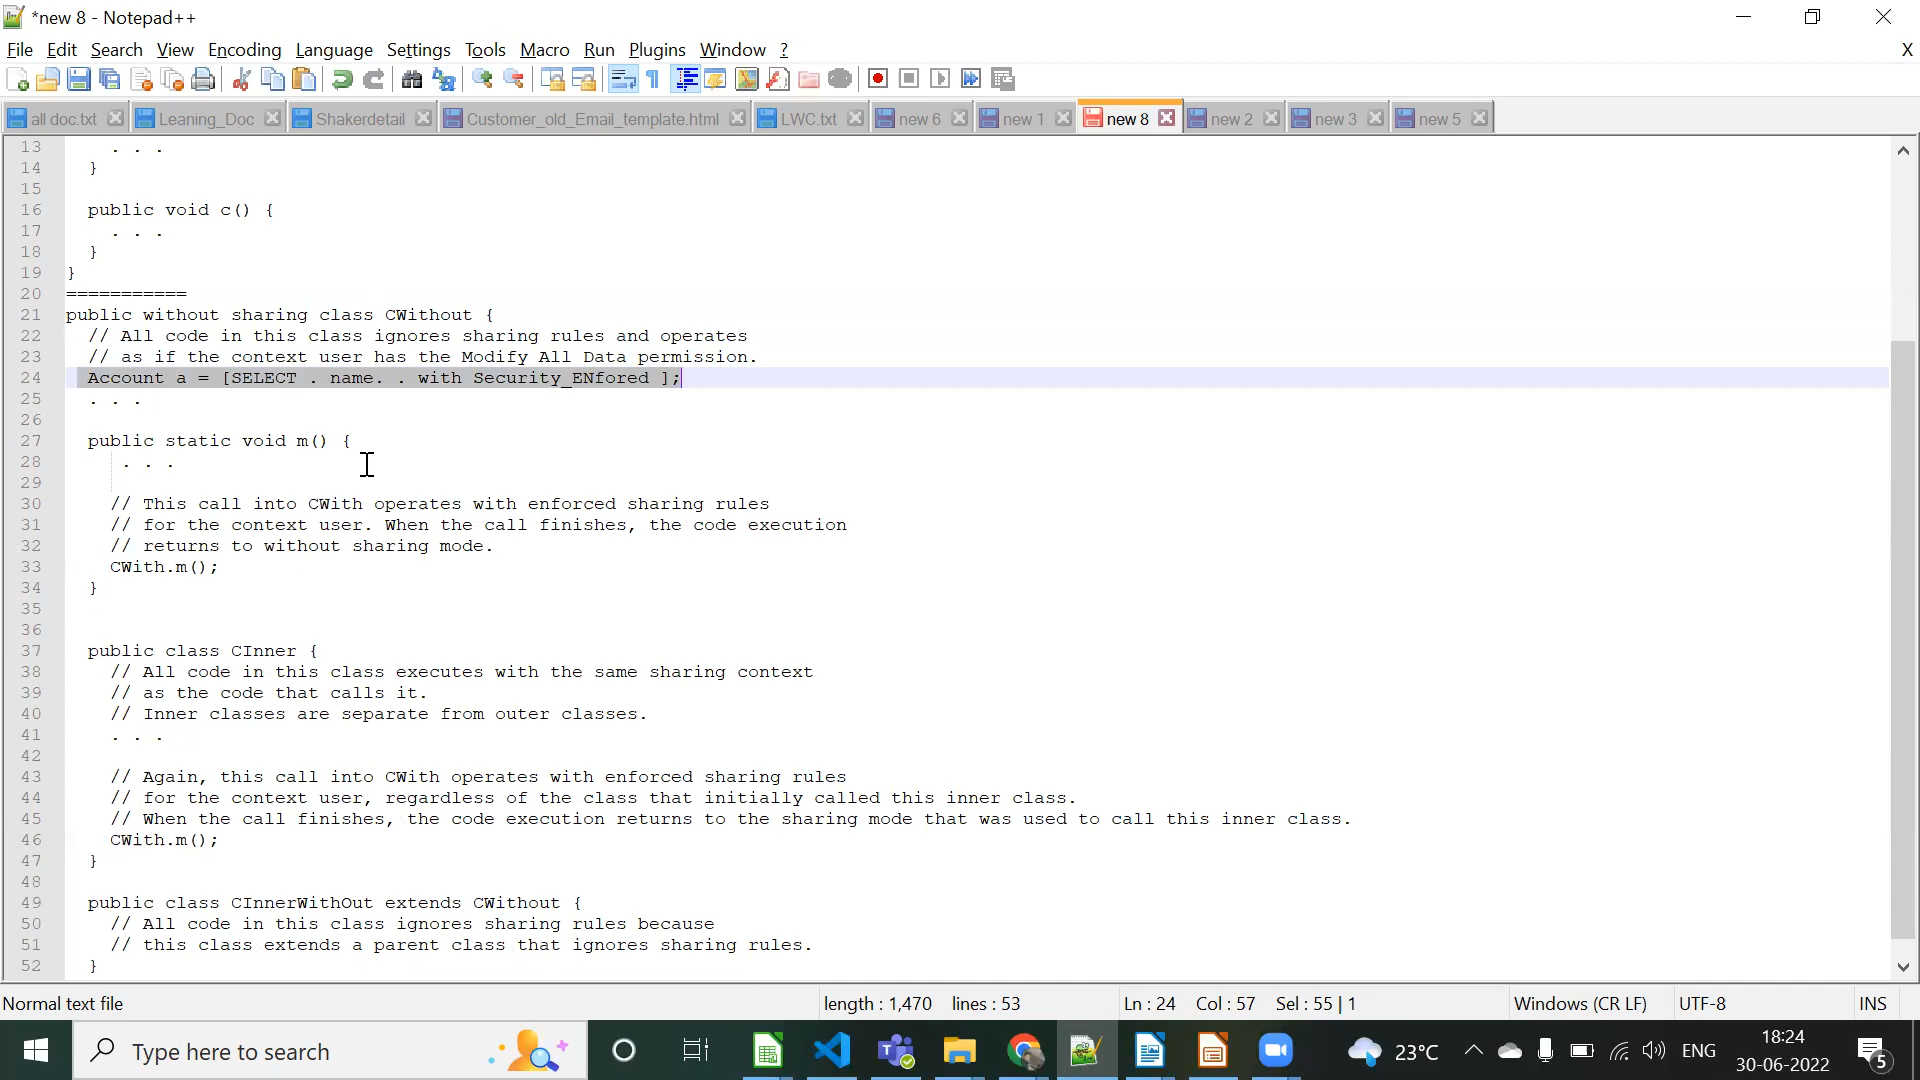 *new 8 - Notepad++
File Edit Search View Encoding Language Settings Tools Macro Run Plugins Window ? X
all doc.txt Leaning_Doc Shakerdetail Customer_old_Email_template.html LWC.txt new 6 new 1 new 8 new 2 new 3 new 5
13 . . .
14 }
15
16 public void c() {
17 . . .
18 }
19 }
20 ===========
21 public without sharing class CWithout {
22 // All code in this class ignores sharing rules and operates
23 // as if the context user has the Modify All Data permission.
24 Account a = [SELECT . name. . with Security_ENfored ];
25 . . .
26
27 public static void m() {
28 . . .
29
30 // This call into CWith operates with enforced sharing rules
31 // for the context user. When the call finishes, the code execution
32 // returns to without sharing mode.
33 CWith.m();
34 }
35
36
37 public class CInner {
38 // All code in this class executes with the same sharing context
39 // as the code that calls it.
40 // Inner classes are separate from outer classes.
41 . . .
42
43 // Again, this call into CWith operates with enforced sharing rules
44 // for the context user, regardless of the class that initially called this inner class.
45 // When the call finishes, the code execution returns to the sharing mode that was used to call this inner class.
46 CWith.m();
47 }
48
49 public class CInnerWithOut extends CWithout {
50 // All code in this class ignores sharing rules because
51 // this class extends a parent class that ignores sharing rules.
52 }
Normal text file length : 1,470 lines : 53 Ln : 24 Col : 57 Sel : 55 | 1 Windows (CR LF) UTF-8 INS
Type here to search 23°C ENG 18:24 5
30-06-2022